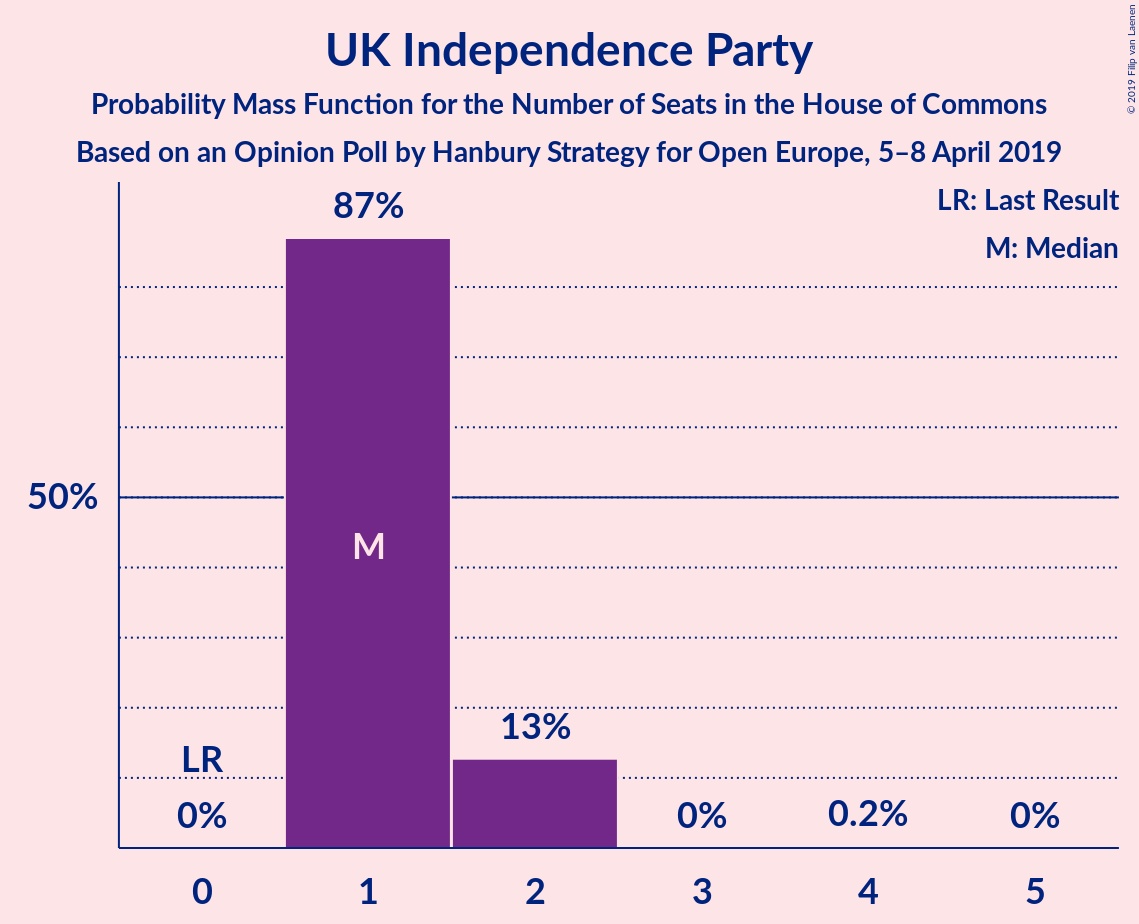 UK Independence Party
Probability Mass Function for the Number of Seats in the House of Commons
Based on an Opinion Poll by Hanbury Strategy for Open Europe, 5–8 April 2019
© 2019 Filip van Laenen
LR: Last Result
M: Median
87%
50%
M
13%
LR
0%
0%
0.2%
0%
0 1 2 3 4 5